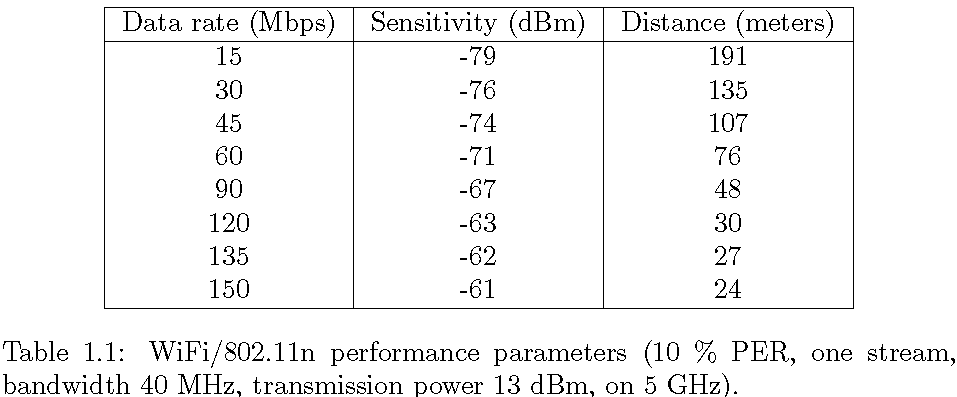 Data rate (Mbps) Sensitivity (dBm) Distance (meters)
15 -79 191
30 -76 135
45 -74 107
60 -71 76
90 -67 48
120 -63 30
135 -62 27
150 -61 24
Table 1.1: WiFi/802.11n performance parameters (10 % PER, one stream,
bandwidth 40 MHz, transmission power 13 dBm, on 5 GHz).